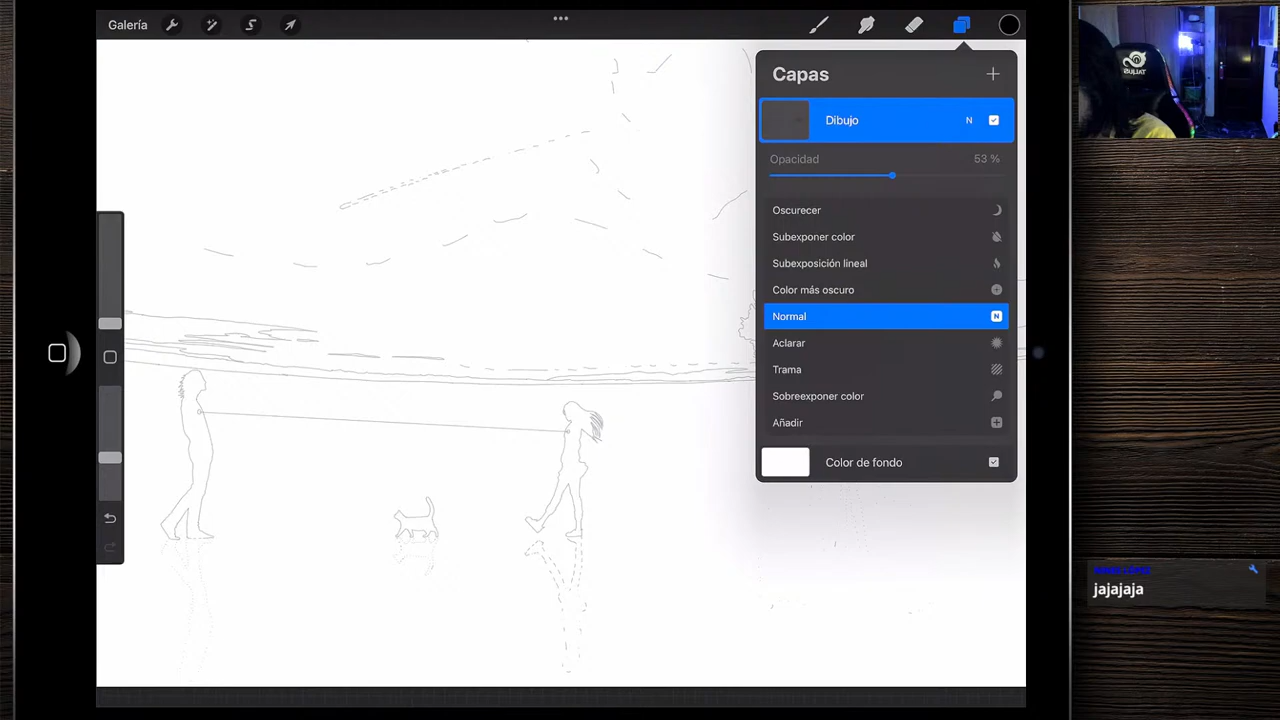 Galería
Capas
Dibujo
N
Opacidad
53 %
Oscurecer
Subexponer color
Subexposición lineal
Color más oscuro
Normal
N
Aclarar
Trama
Sobreexponer color
Añadir
Color de fondo
jajajaja